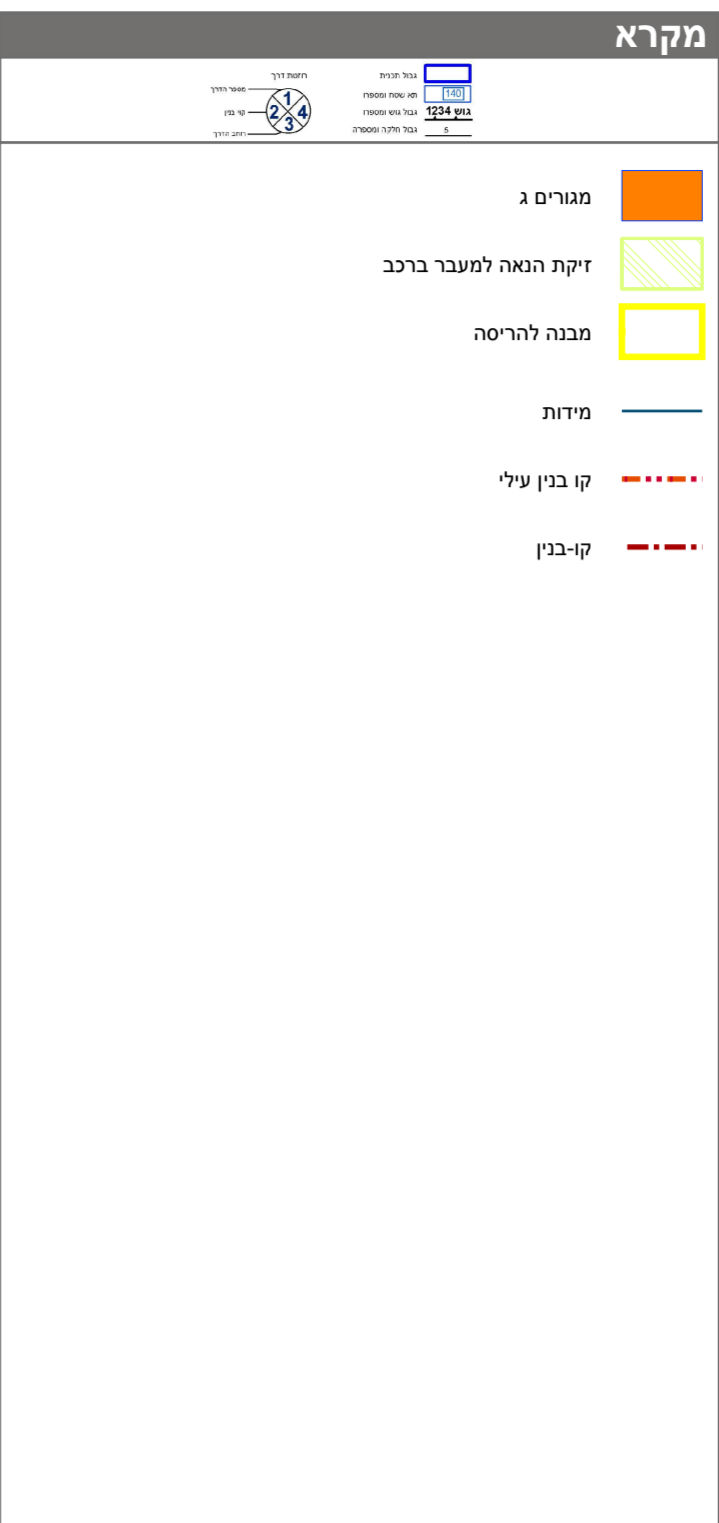 מקרא
גבול תכנית
תא שטח ומספרו
140
גבול גוש ומספרו
גוש 1234
גבול חלקה ומספרה
5
רוזטת דרך
מספר הדרך
קוי בנין
רוחב הדרך
1
2 4
3
מגורים ג
זיקת הנאה למעבר ברכב
מבנה להריסה
מידות
קו בנין עילי
קו-בנין